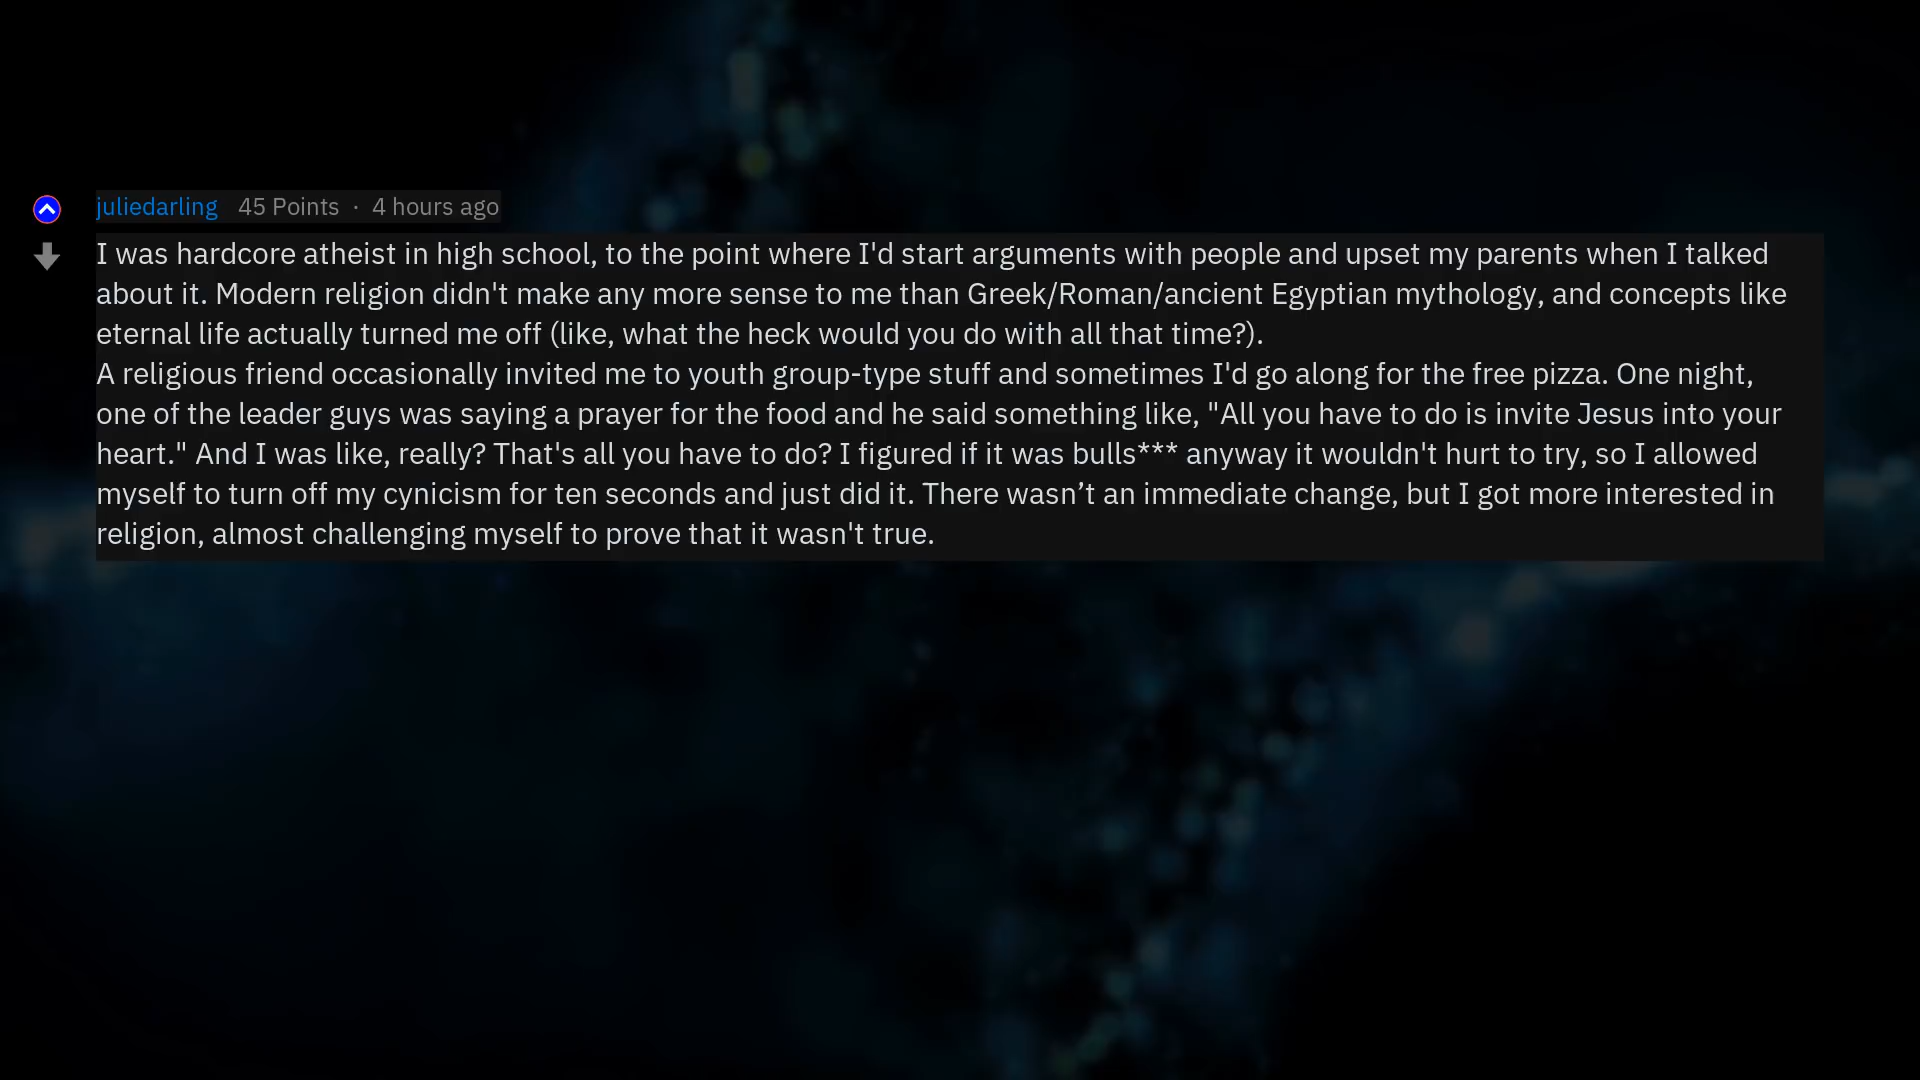 juliedarling 45 Points · 4 hours ago
I was hardcore atheist in high school, to the point where I'd start arguments with people and upset my parents when I talked
about it. Modern religion didn't make any more sense to me than Greek/Roman/ancient Egyptian mythology, and concepts like
eternal life actually turned me off (like, what the heck would you do with all that time?).
A religious friend occasionally invited me to youth group-type stuff and sometimes I'd go along for the free pizza. One night,
one of the leader guys was saying a prayer for the food and he said something like, "All you have to do is invite Jesus into your
heart." And I was like, really? That's all you have to do? I figured if it was bulls*** anyway it wouldn't hurt to try, so I allowed
myself to turn off my cynicism for ten seconds and just did it. There wasn’t an immediate change, but I got more interested in
religion, almost challenging myself to prove that it wasn't true.